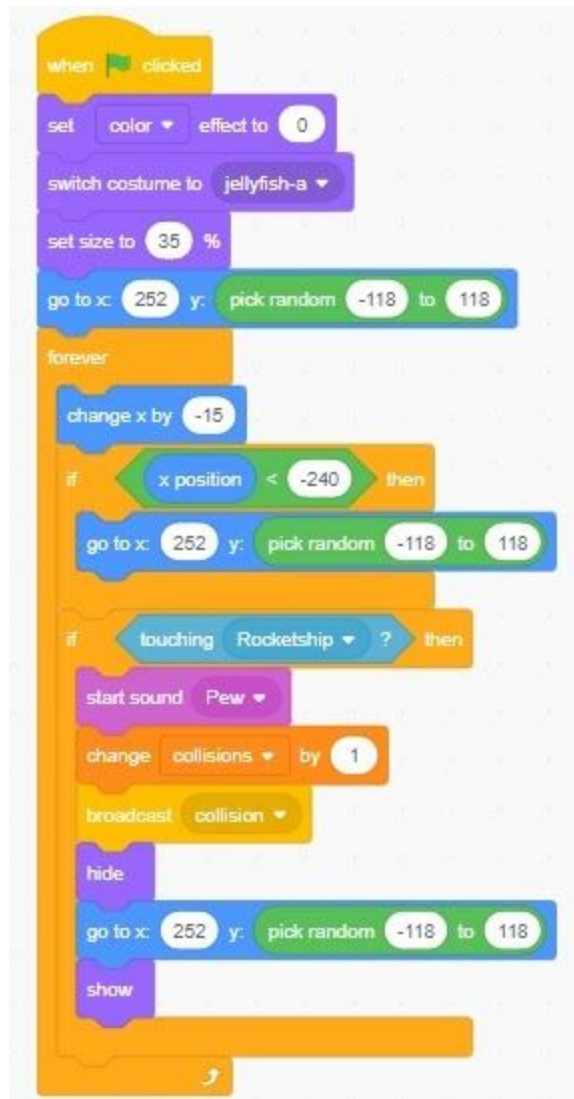 when clicked
set color effect to 0
switch costume to jellyfish-a
set size to 35 %
go to x: 252 y: pick random -118 to 118
forever
change x by -15
if x position < -240 then
go to x: 252 y: pick random -118 to 118
if touching Rocketship ? then
start sound Pew
change collisions by 1
broadcast collision
hide
go to x: 252 y: pick random -118 to 118
show